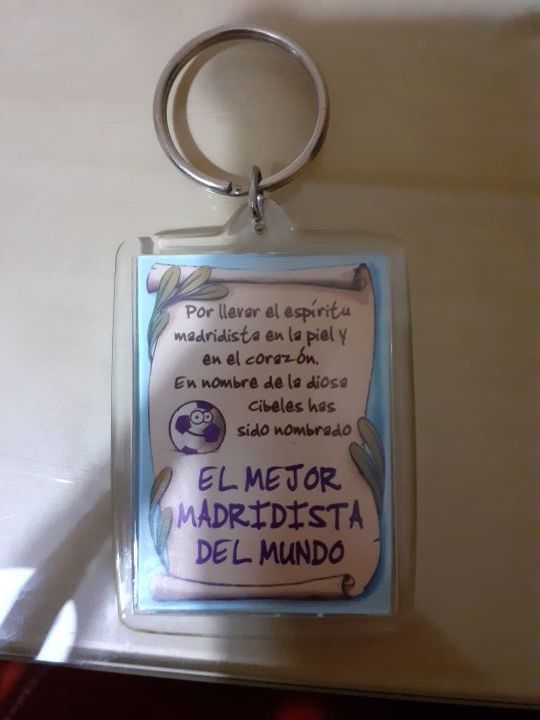 Por llevar el espíritu
madridista en la piel y
en el corazón.
En nombre de la diosa
Cibeles has
sido nombrado
EL MEJOR
MADRIDISTA
DEL MUNDO